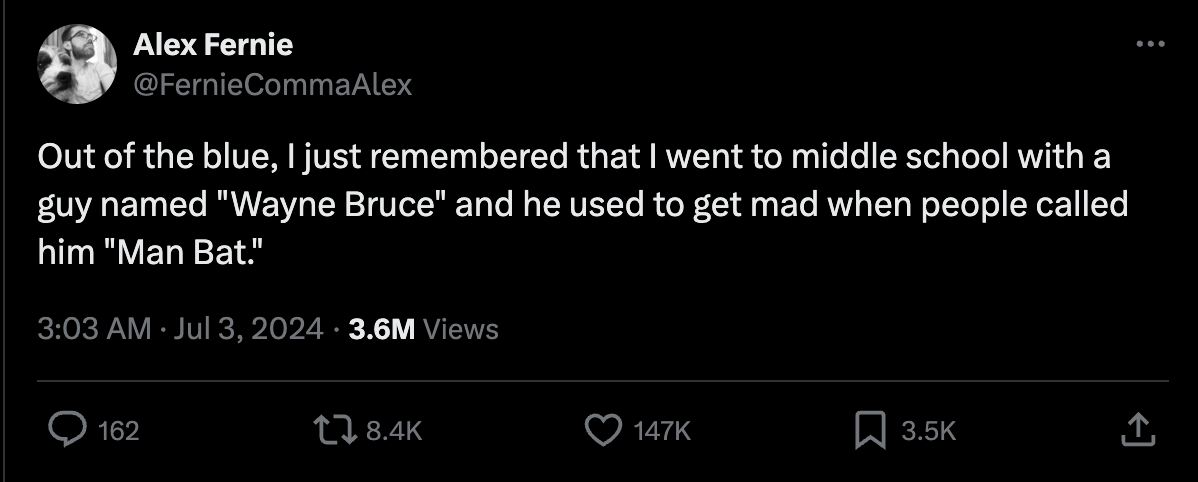 Alex Fernie
@FernieCommaAlex
Out of the blue, I just remembered that I went to middle school with a
guy named "Wayne Bruce" and he used to get mad when people called
him "Man Bat."
3:03 AM · Jul 3, 2024 · 3.6M Views
162 8.4K 147K 3.5K